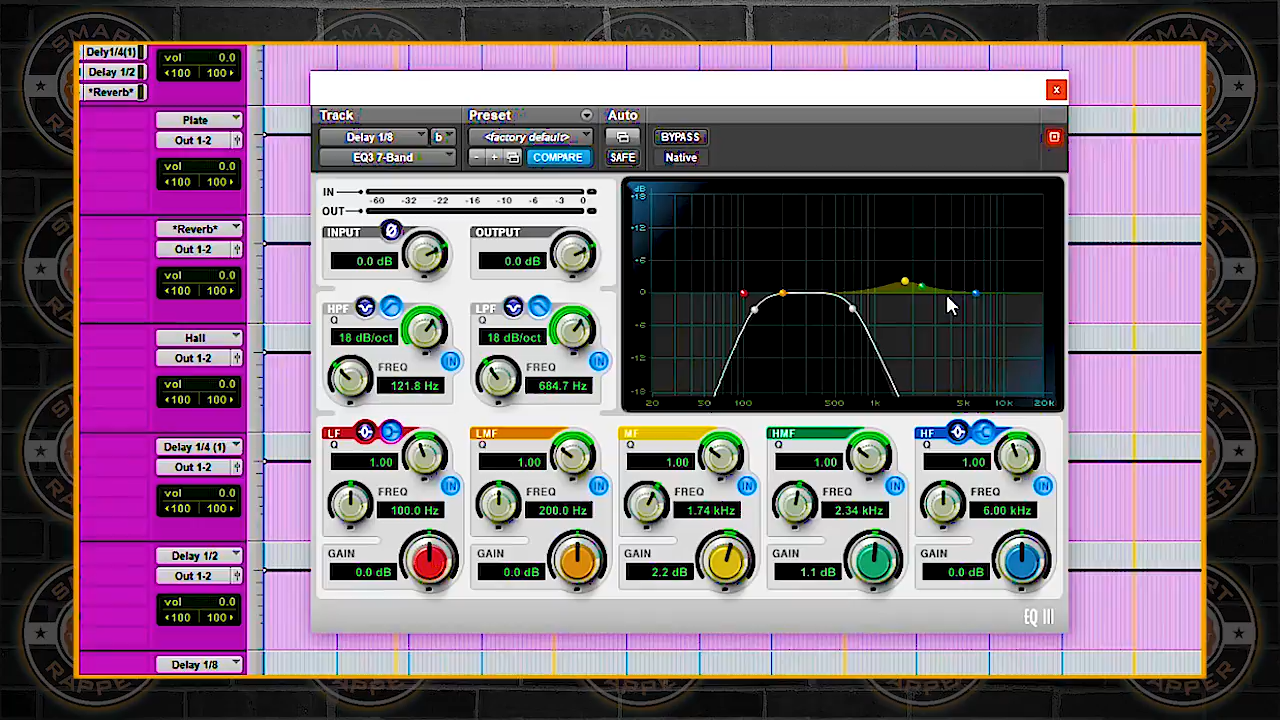 Dely1/4(1)
Delay 1/2
*Reverb*
vol 0.0
‹100 100›
Plate
Out 1-2
vol 0.0
‹100 100›
*Reverb*
Out 1-2
vol 0.0
‹100 100›
Hall
Out 1-2
vol 0.0
‹100 100›
Delay 1/4 (1)
Out 1-2
vol 0.0
‹100 100›
Delay 1/2
Out 1-2
vol 0.0
‹100 100›
Delay 1/8
Track Preset Auto
Delay 1/8 b <factory default> BYPASS
EQ3 7-Band - + COMPARE SAFE Native
IN
-60 -32 -22 -16 -10 -6 -3 0
OUT
INPUT Ø OUTPUT
0.0 dB 0.0 dB
HPF LPF
Q Q
18 dB/oct 18 dB/oct
FREQ IN FREQ IN
121.8 Hz 684.7 Hz
dB
+18
+12
+6
0
-6
-12
-18
20 50 100 500 1k 5k 10k 20k
LF LMF MF HMF HF
Q Q Q Q Q
1.00 1.00 1.00 1.00 1.00
FREQ IN FREQ IN FREQ IN FREQ IN FREQ IN
100.0 Hz 200.0 Hz 1.74 kHz 2.34 kHz 6.00 kHz
GAIN GAIN GAIN GAIN GAIN
0.0 dB 0.0 dB 2.2 dB 1.1 dB 0.0 dB
EQ III
SMART
RAPPER